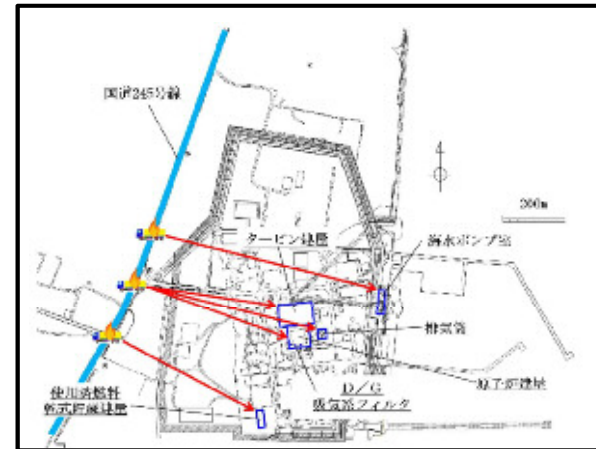 国道245号線
タービン建屋
200m
海水ポンプ室
排気筒
原子炉建屋
D/G
吸気系フィルタ
使用済燃料
乾式貯蔵建屋